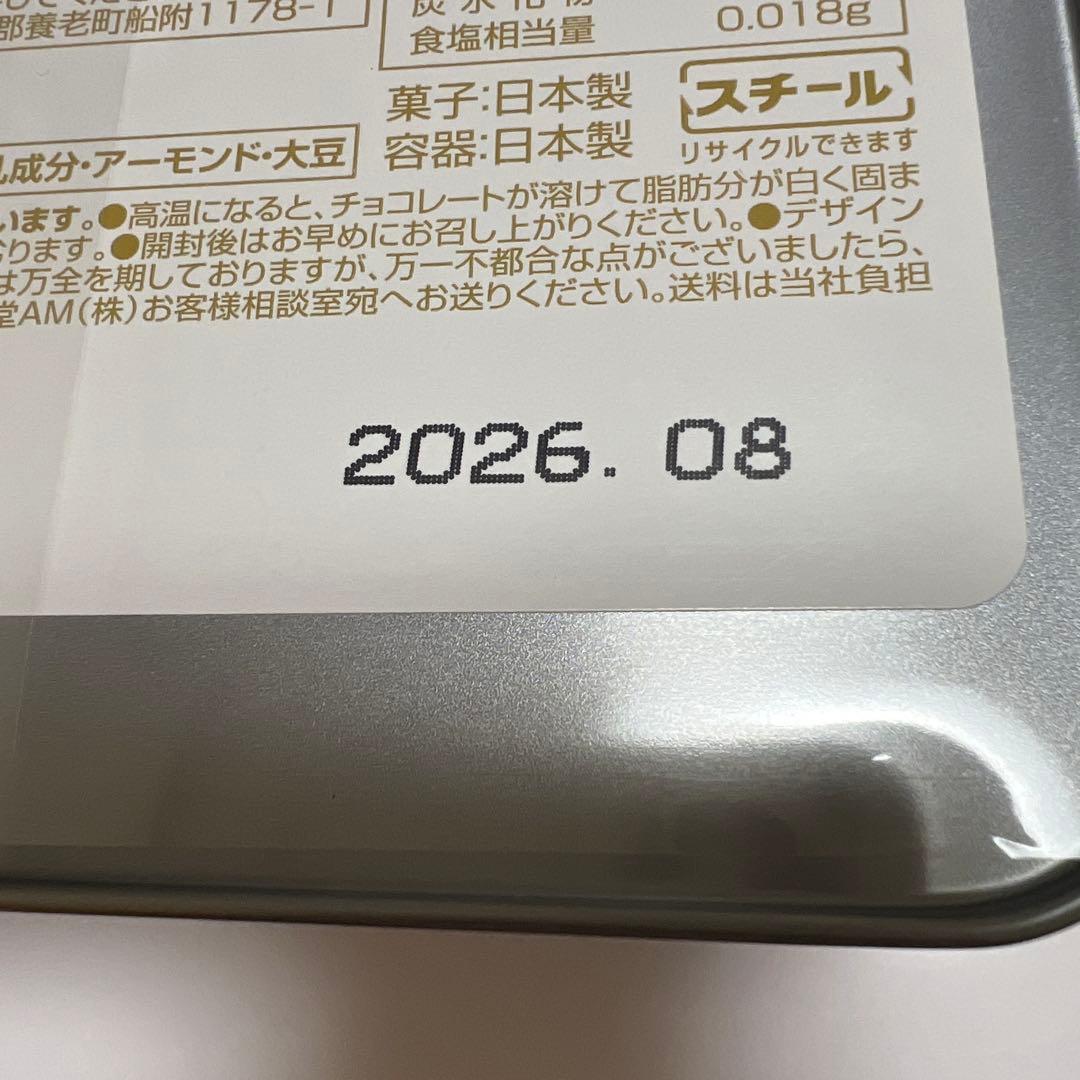 郡養老町船附1178-1
炭水化物
食塩相当量 0.018g
菓子:日本製
容器:日本製
スチール
リサイクルできます
乳成分・アーモンド・大豆
います。●高温になると、チョコレートが溶けて脂肪分が白く固ま
ります。●開封後はお早めにお召し上がりください。●デザイン
は万全を期しておりますが、万一不都合な点がございましたら、
堂AM(株)お客様相談室宛へお送りください。送料は当社負担
2026. 08